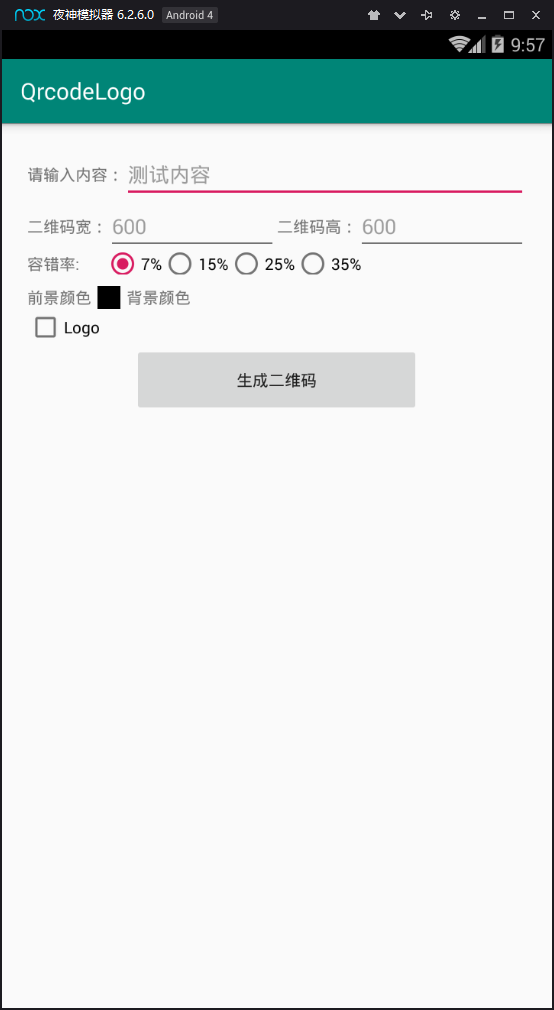 nox 夜神模拟器 6.2.6.0 Android 4
9:57
QrcodeLogo
请输入内容： 测试内容
二维码宽： 600 二维码高： 600
容错率: 7% 15% 25% 35%
前景颜色 背景颜色
Logo
生成二维码